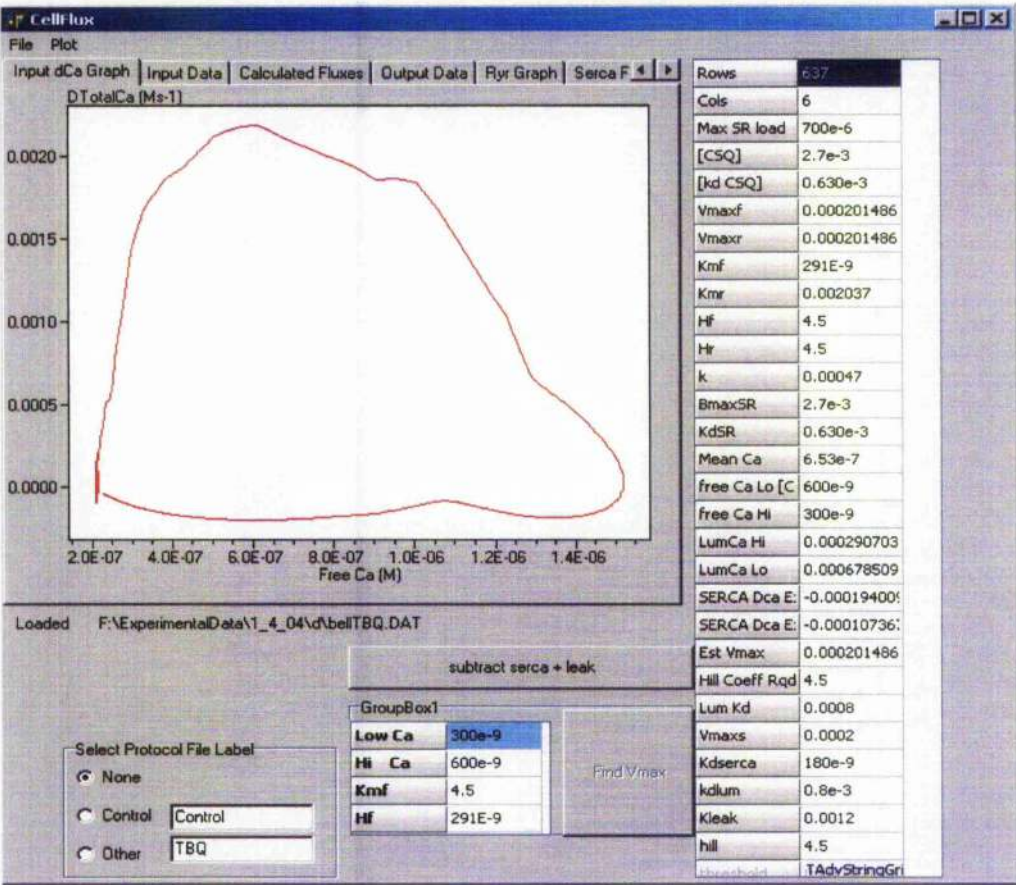 CellFlux
File Plot
Input dCa Graph Input Data Calculated Fluxes Output Data Ryr Graph Serca F
DTotalCa (Ms-1)
0.0020
0.0015
0.0010
0.0005
0.0000
2.0E-07 4.0E-07 6.0E-07 8.0E-07 1.0E-06 1.2E-06 1.4E-06
Free Ca (M)
Loaded F:\ExperimentalData\1_4_04\d\bellTBQ.DAT
subtract serca + leak
Select Protocol File Label
None
Control Control
Other TBQ
GroupBox1
Low Ca 300e-9
Hi Ca 600e-9
Kmf 4.5
Hf 291E-9
Find Vmax
Rows 637
Cols 6
Max SR load 700e-6
[CSQ] 2.7e-3
[kd CSQ] 0.630e-3
Vmaxf 0.000201486
Vmaxr 0.000201486
Kmf 291E-9
Kmr 0.002037
Hf 4.5
Hr 4.5
k 0.00047
BmaxSR 2.7e-3
KdSR 0.630e-3
Mean Ca 6.53e-7
free Ca Lo [C 600e-9
free Ca Hi 300e-9
LumCa Hi 0.000290703
LumCa Lo 0.000678509
SERCA Dca E: -0.000194009
SERCA Dca E: -0.000107367
Est Vmax 0.000201486
Hill Coeff Rqd 4.5
Lum Kd 0.0008
Vmaxs 0.0002
Kdserca 180e-9
kdlum 0.8e-3
Kleak 0.0012
hill 4.5
threshold TAdvStringGri